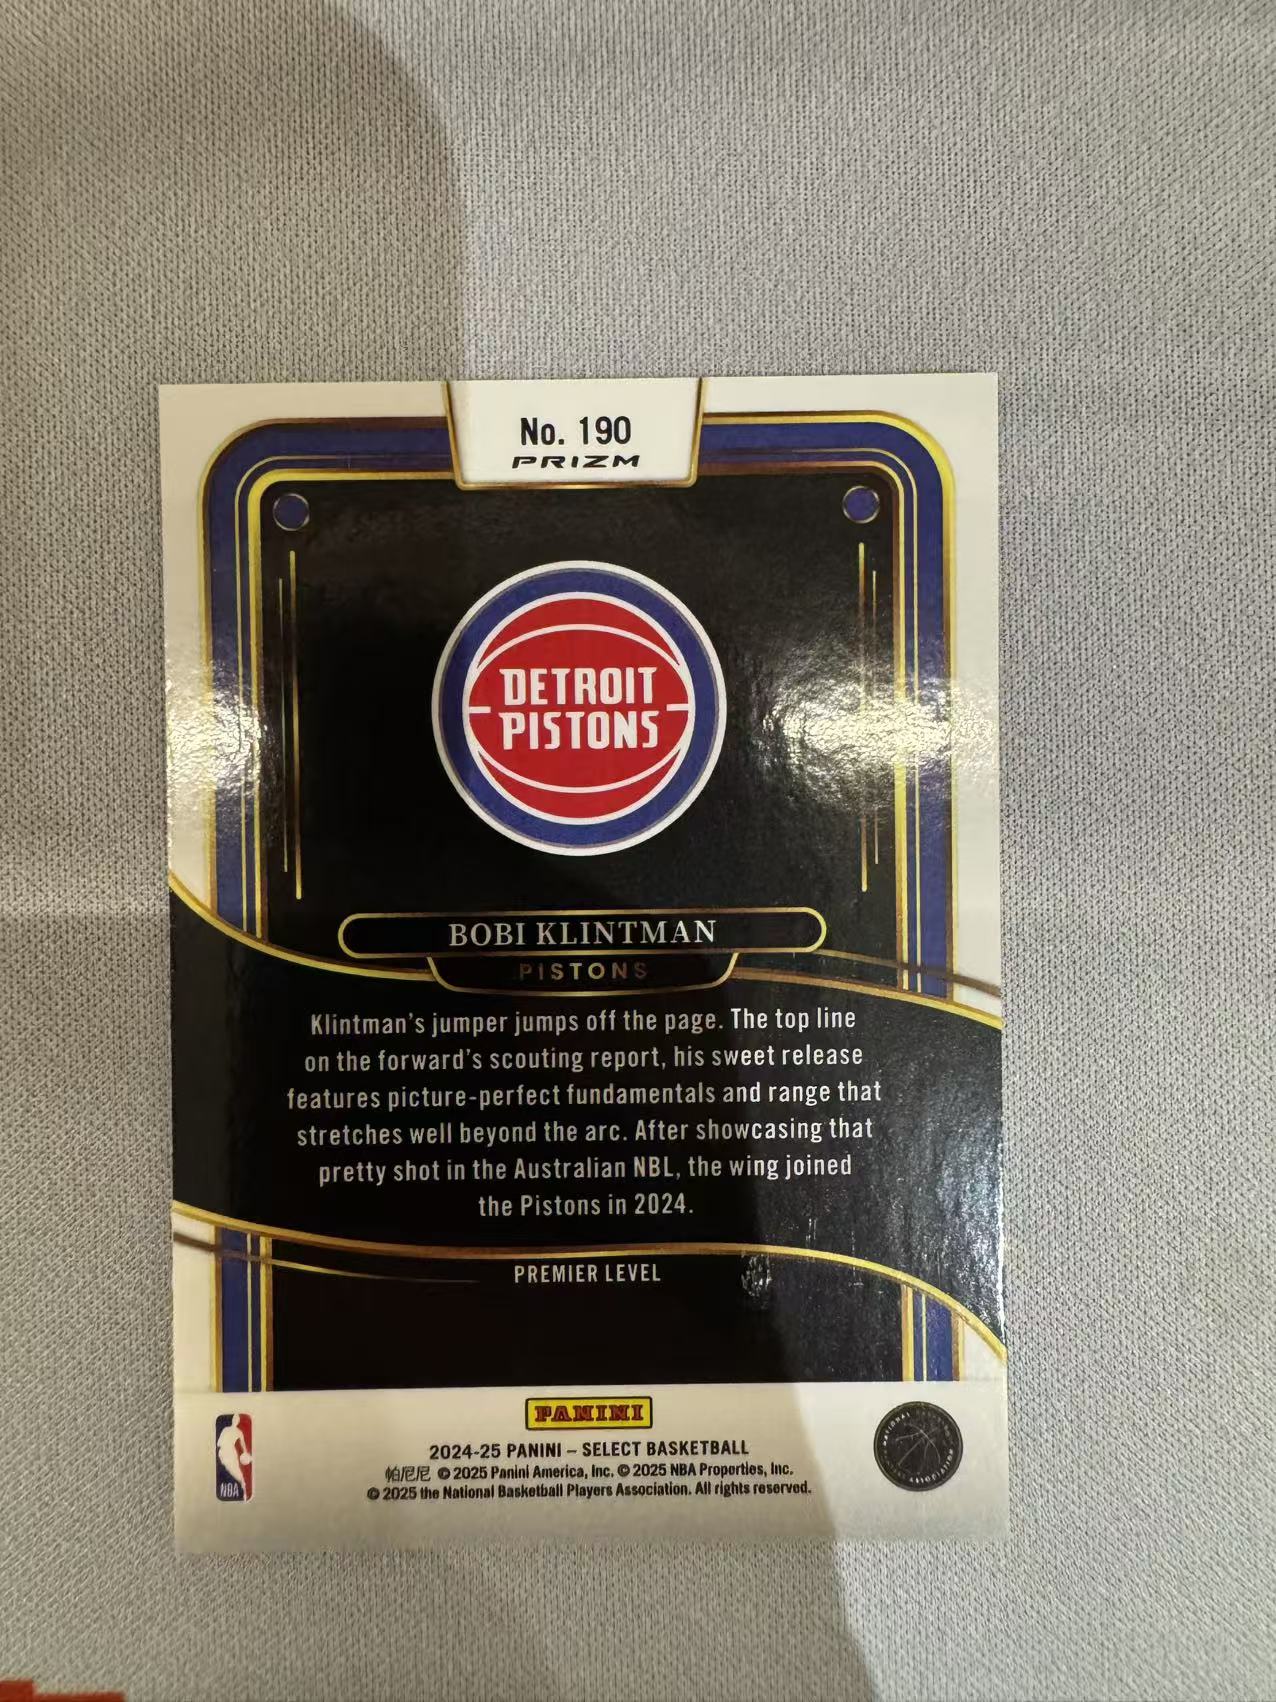 No. 190
PRIZM
DETROIT
PISTONS
BOBI KLINTMAN
PISTONS
Klintman's jumper jumps off the page. The top line
on the forward's scouting report, his sweet release
features picture-perfect fundamentals and range that
stretches well beyond the arc. After showcasing that
pretty shot in the Australian NBL, the wing joined
the Pistons in 2024.
PREMIER LEVEL
PANINI
2024-25 PANINI – SELECT BASKETBALL
帕尼尼 © 2025 Panini America, Inc. © 2025 NBA Properties, Inc.
© 2025 the National Basketball Players Association. All rights reserved.
NBA